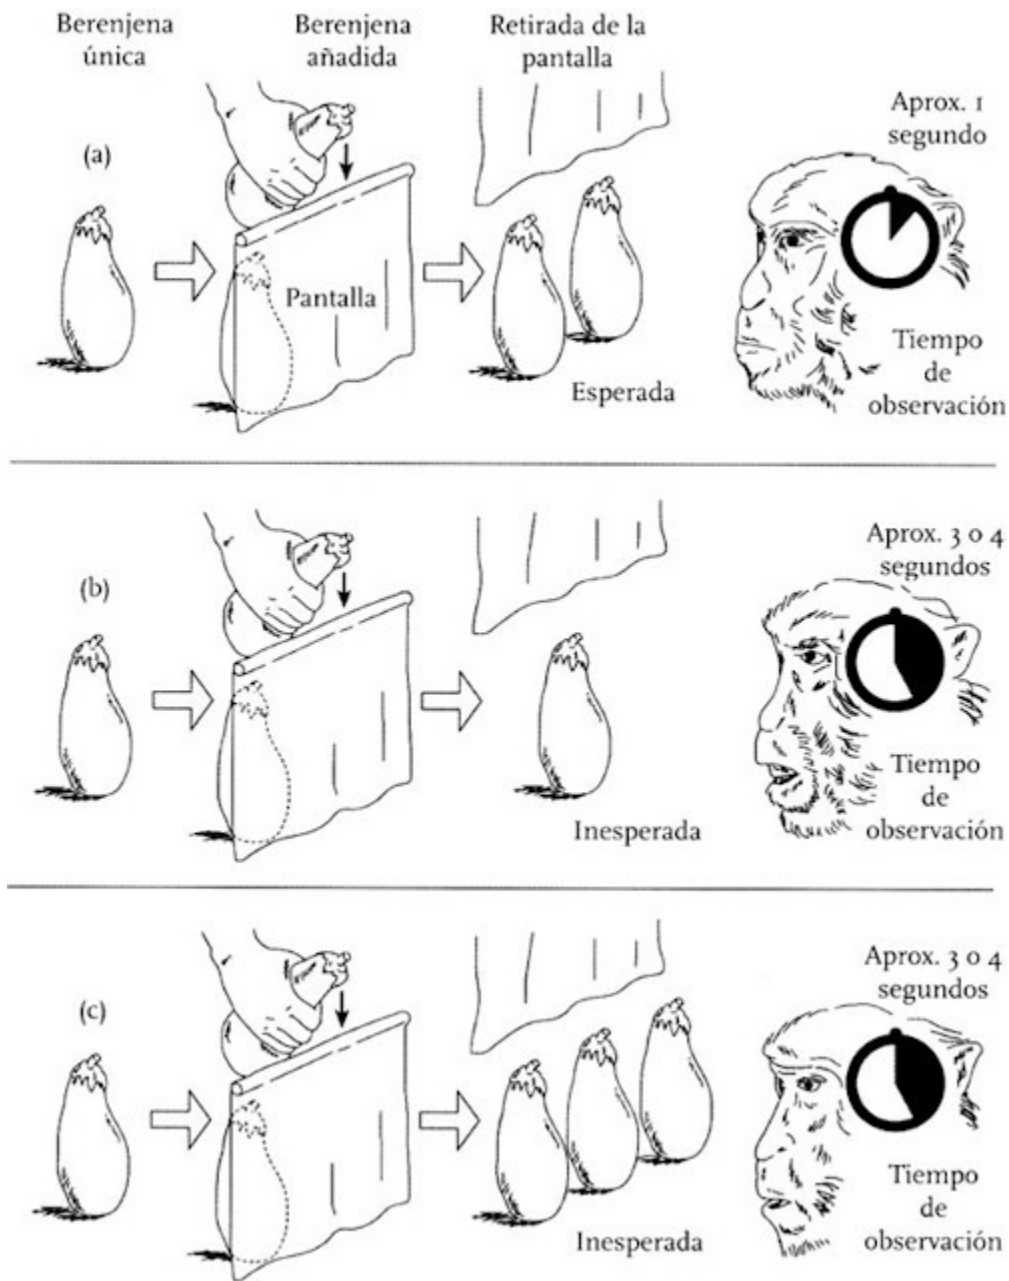 Berenjena
única
Berenjena
añadida
Retirada de la
pantalla
Aprox. 1
segundo
(a)
Pantalla
Esperada
Tiempo
de
observación
Aprox. 3 o 4
segundos
(b)
Inesperada
Tiempo
de
observación
Aprox. 3 o 4
segundos
(c)
Inesperada
Tiempo
de
observación